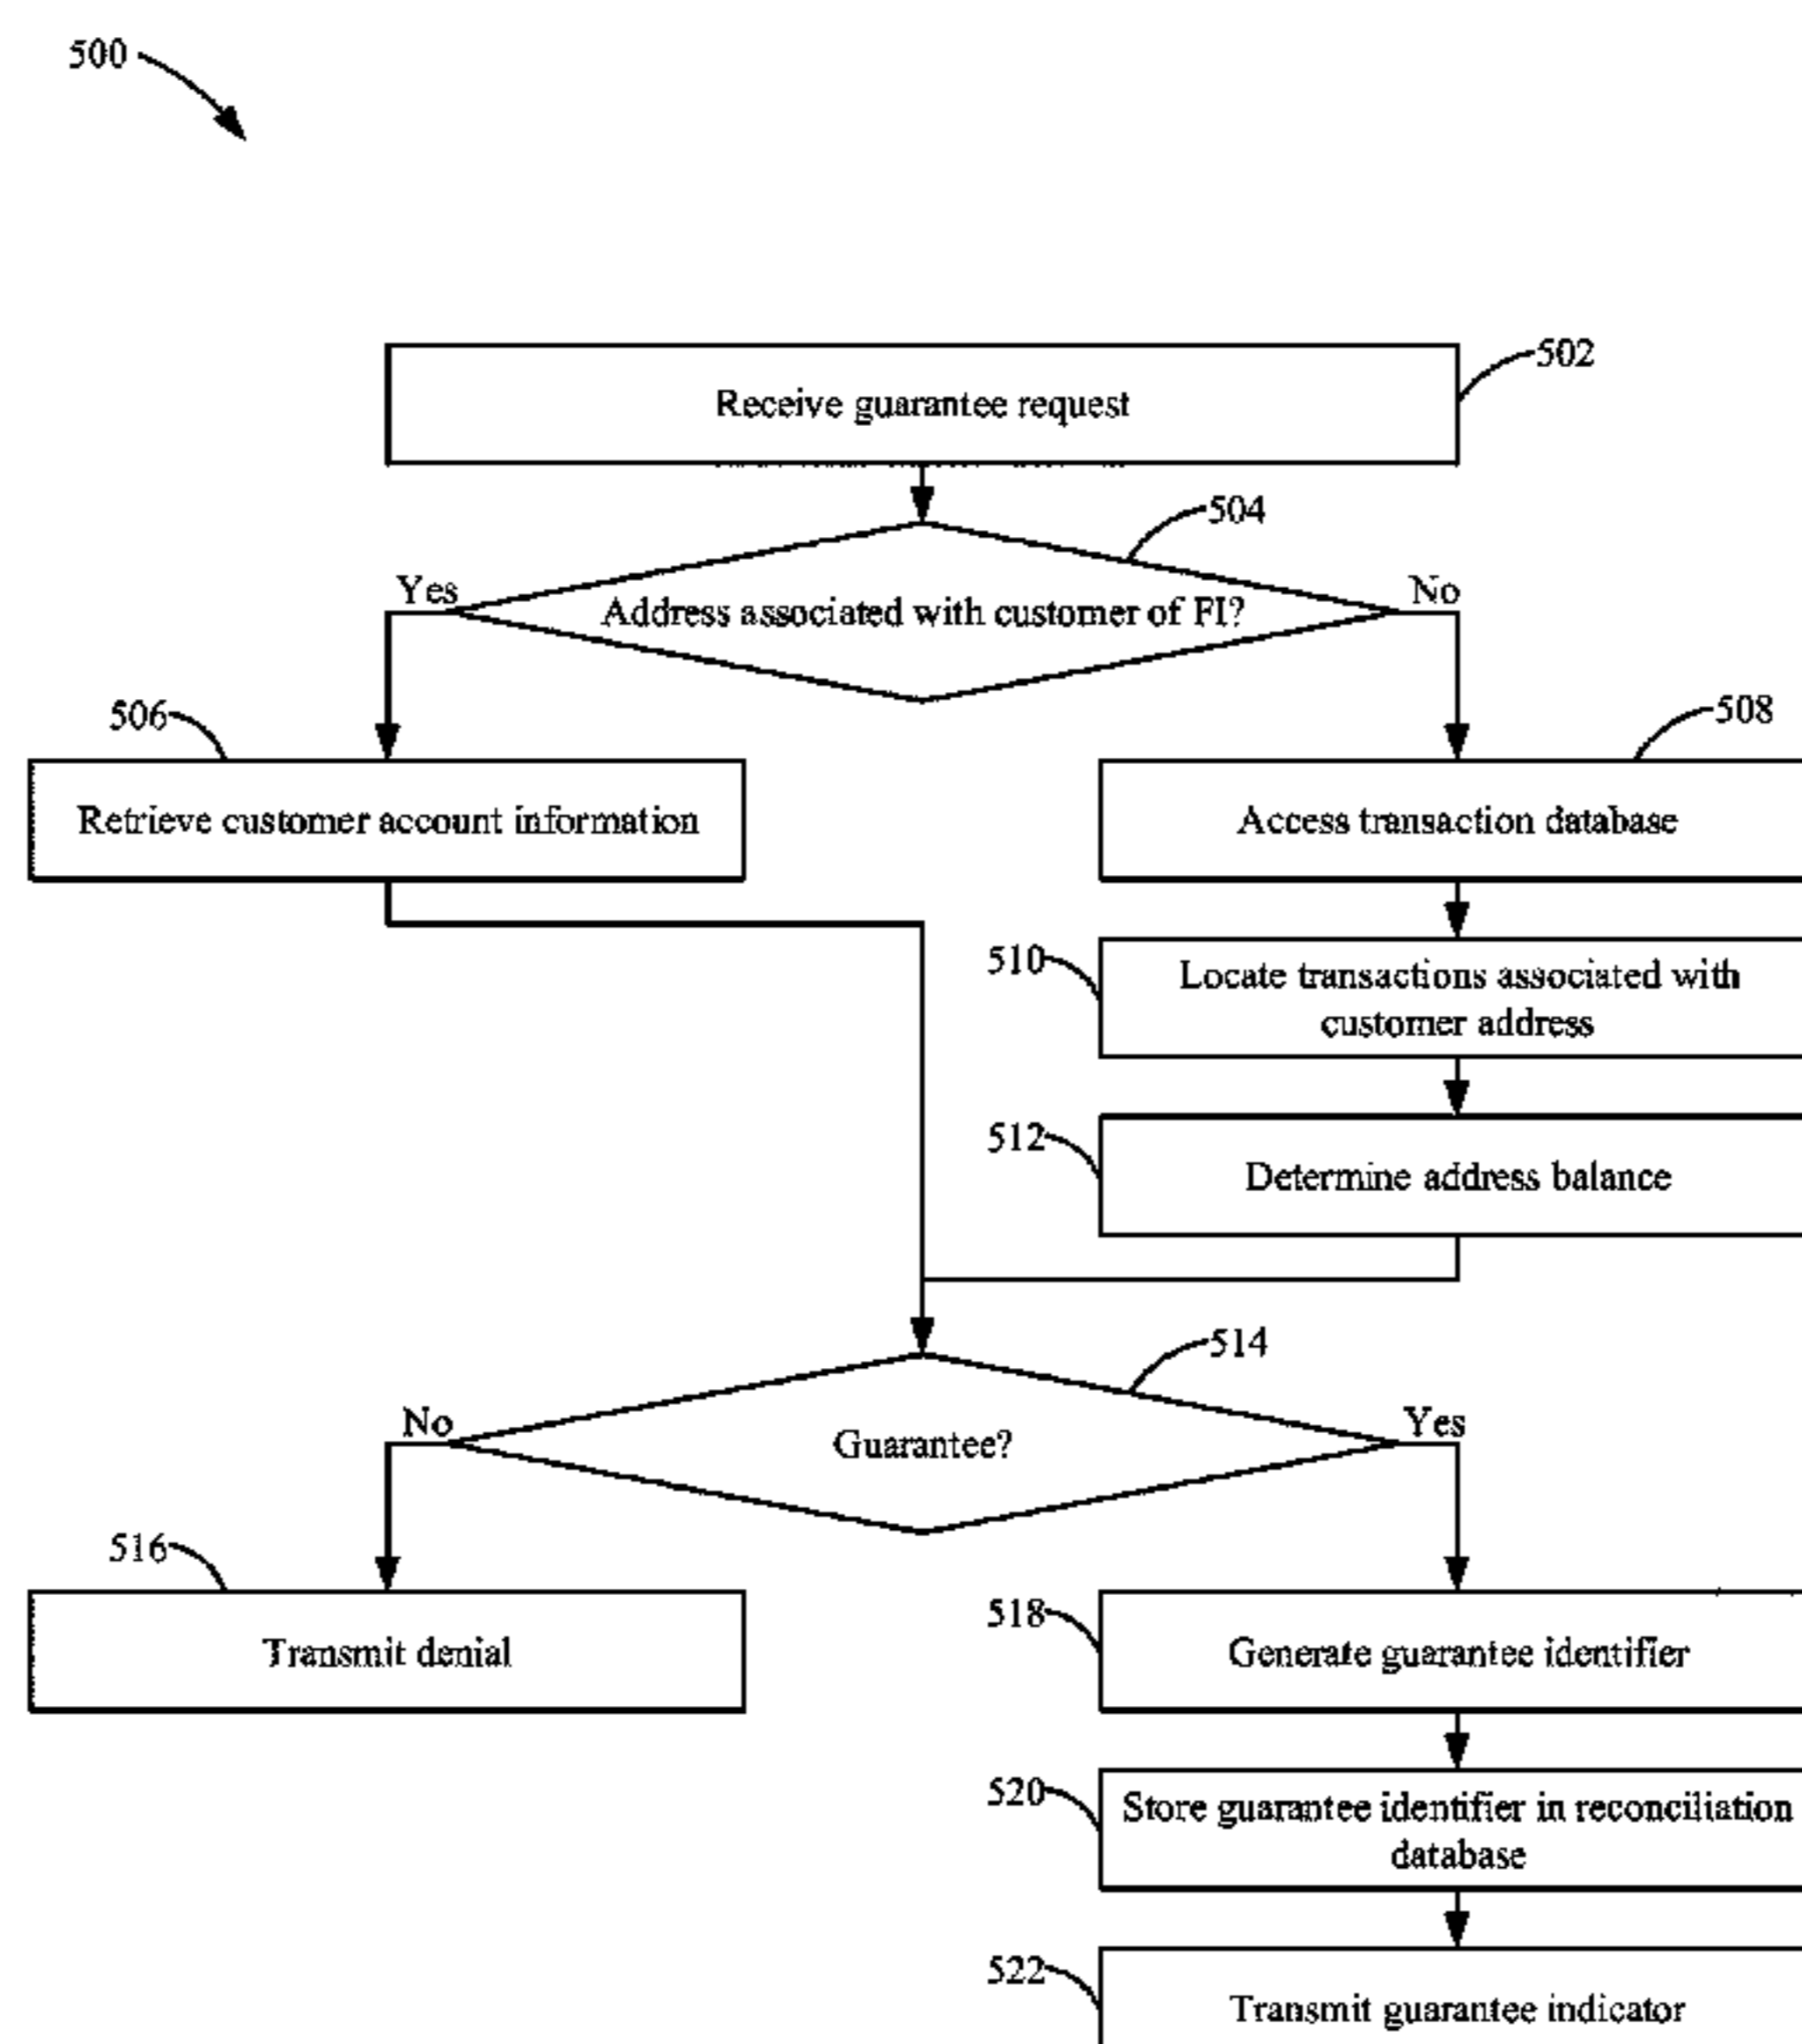 500
Receive guarantee request
502
504
Yes
Address associated with customer of FI?
No
506
508
Retrieve customer account information
Access transaction database
510
Locate transactions associated with
customer address
512
Determine address balance
514
No
Guarantee?
Yes
516
Transmit denial
518
Generate guarantee identifier
520
Store guarantee identifier in reconciliation
database
522
Transmit guarantee indicator